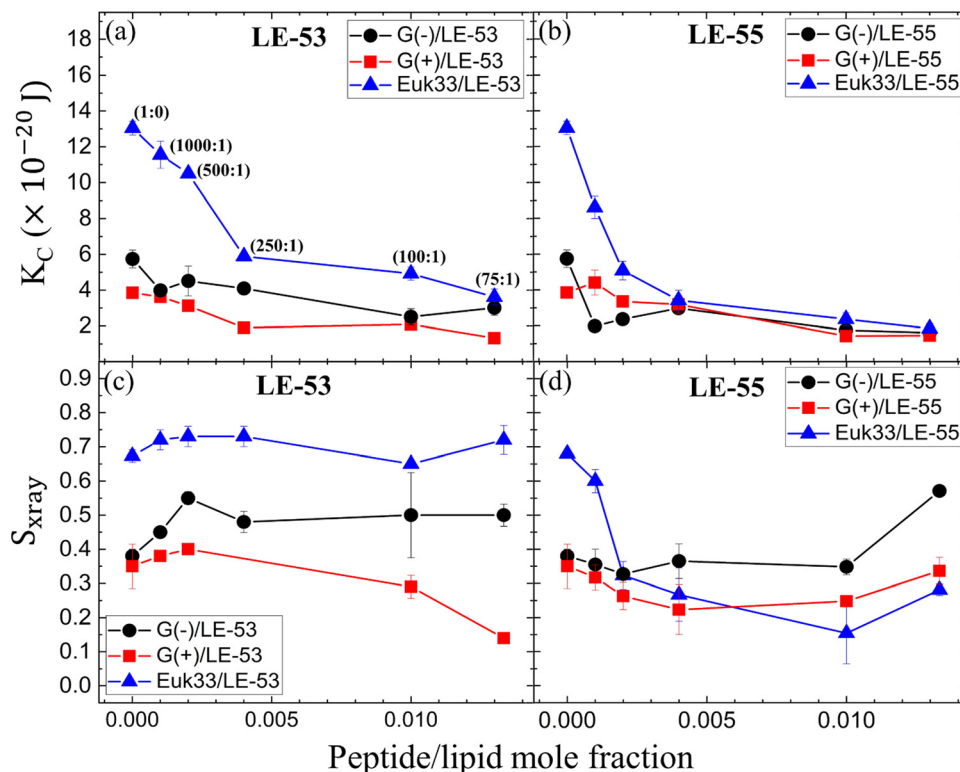 (a)
LE-53
G(-)/LE-53
G(+)/LE-53
Euk33/LE-53
(1:0)
(1000:1)
(500:1)
(250:1)
(100:1)
(75:1)
18
16
14
12
10
8
6
4
2
K_C (× 10⁻²⁰ J)
(b)
LE-55
G(-)/LE-55
G(+)/LE-55
Euk33/LE-55
(c)
LE-53
0.9
0.8
0.7
0.6
0.5
0.4
0.3
0.2
0.1
0.0
S_xray
G(-)/LE-53
G(+)/LE-53
Euk33/LE-53
(d)
LE-55
G(-)/LE-55
G(+)/LE-55
Euk33/LE-55
0.000 0.005 0.010
0.000 0.005 0.010
Peptide/lipid mole fraction